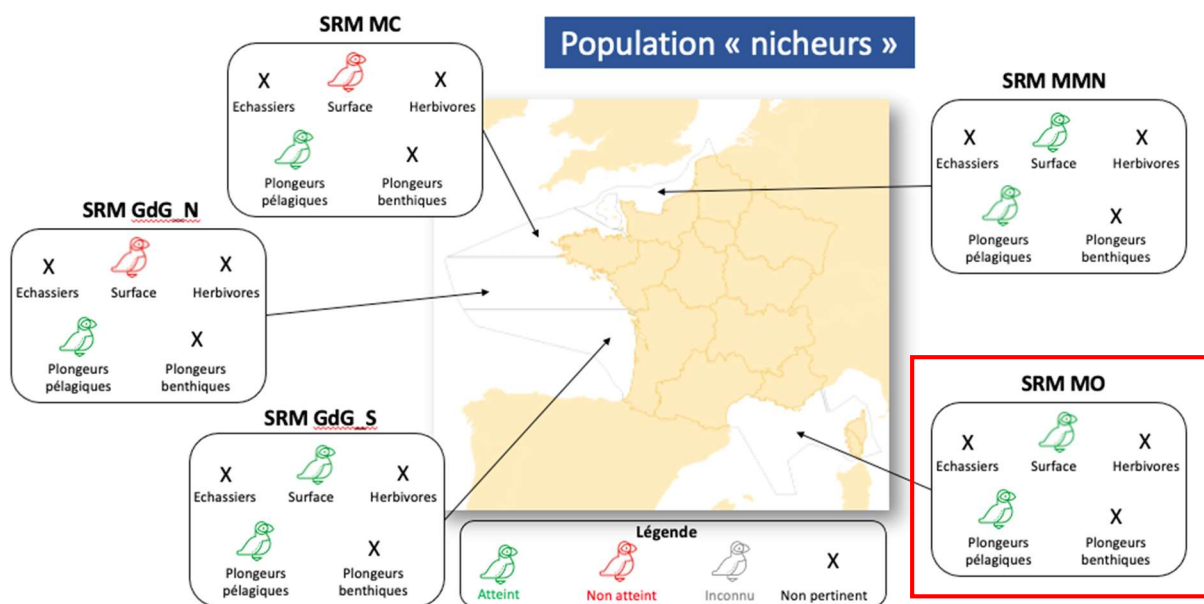 Population « nicheurs »
SRM MC
X X
Echassiers Surface Herbivores
X
Plongeurs Plongeurs
pélagiques benthiques
SRM MMN
X X
Echassiers Surface Herbivores
X
Plongeurs Plongeurs
pélagiques benthiques
SRM GdG_N
X X
Echassiers Surface Herbivores
X
Plongeurs Plongeurs
pélagiques benthiques
SRM MO
X X
Echassiers Surface Herbivores
X
Plongeurs Plongeurs
pélagiques benthiques
SRM GdG_S
X X
Echassiers Surface Herbivores
X
Plongeurs Plongeurs
pélagiques benthiques
Légende
X
Atteint Non atteint Inconnu Non pertinent